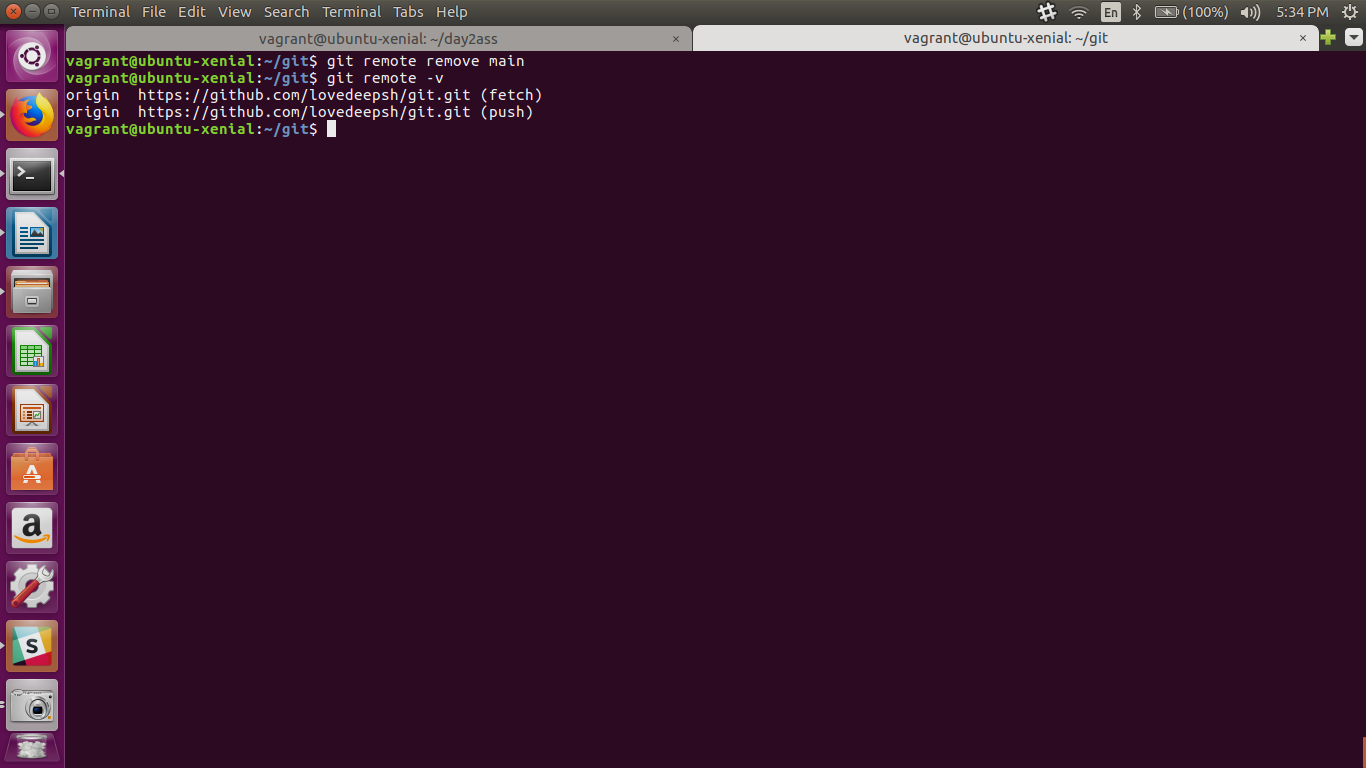 Terminal File Edit View Search Terminal Tabs Help En (100%) 5:34 PM
vagrant@ubuntu-xenial: ~/day2ass × vagrant@ubuntu-xenial: ~/git ×
vagrant@ubuntu-xenial:~/git$ git remote remove main
vagrant@ubuntu-xenial:~/git$ git remote -v
origin  https://github.com/lovedeepsh/git.git (fetch)
origin  https://github.com/lovedeepsh/git.git (push)
vagrant@ubuntu-xenial:~/git$
A
a
S